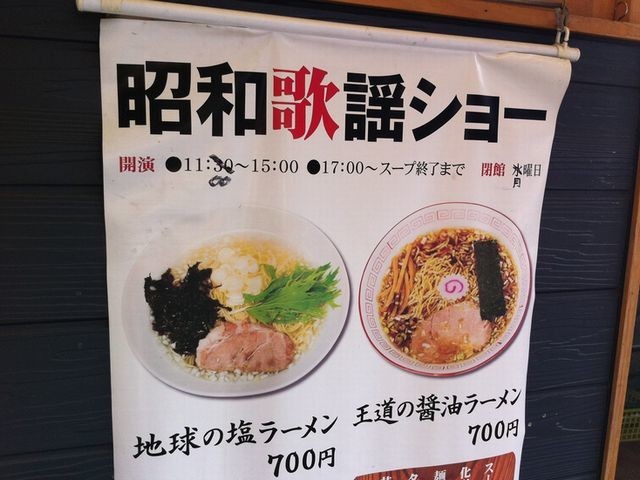 昭和歌謡ショー
開演 ●11:30～15:00 ●17:00～スープ終了まで 閉館 水曜日
月
地球の塩ラーメン
700円
王道の醤油ラーメン
700円